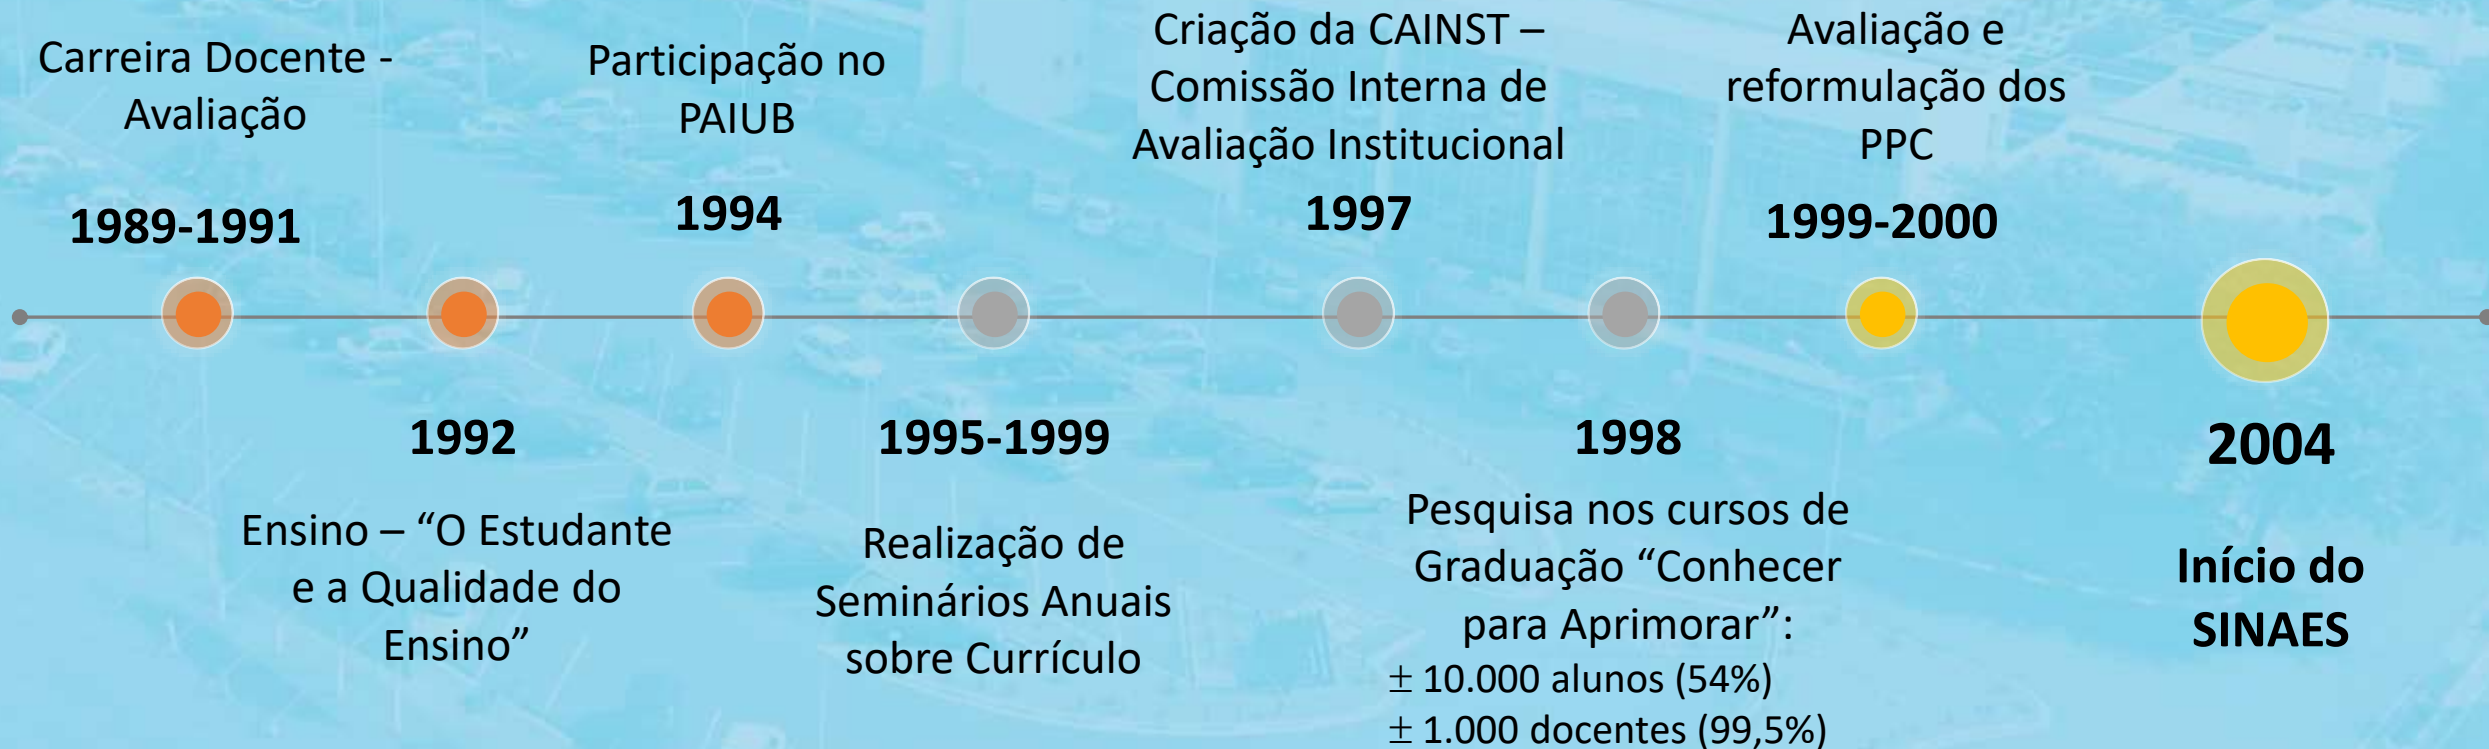 Carreira Docente -
Avaliação
1989-1991
1992
Ensino – “O Estudante
e a Qualidade do
Ensino”
Participação no
PAIUB
1994
1995-1999
Realização de
Seminários Anuais
sobre Currículo
Criação da CAINST –
Comissão Interna de
Avaliação Institucional
1997
1998
Pesquisa nos cursos de
Graduação “Conhecer
para Aprimorar”:
± 10.000 alunos (54%)
± 1.000 docentes (99,5%)
Avaliação e
reformulação dos
PPC
1999-2000
2004
Início do
SINAES